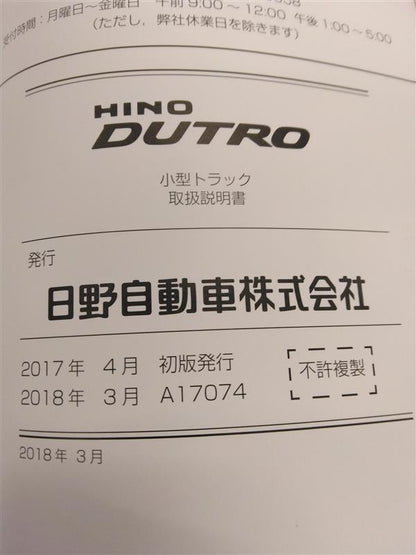 受付時間：月曜日～金曜日　午前9:00～12:00 午後1:00～5:00
（ただし，弊社休業日を除きます）
HINO
DUTRO
小型トラック
取扱説明書
発行
日野自動車株式会社
2017年　4月　初版発行
2018年　3月　A17074
不許複製
2018年 3月